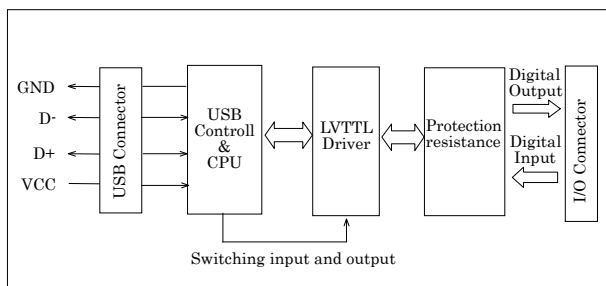 GND
D-
D+
VCC
USB Connector
USB
Controll
&
CPU
LVTTL
Driver
Protection
resistance
Digital
Output
Digital
Input
I/O Connector
Switching input and output